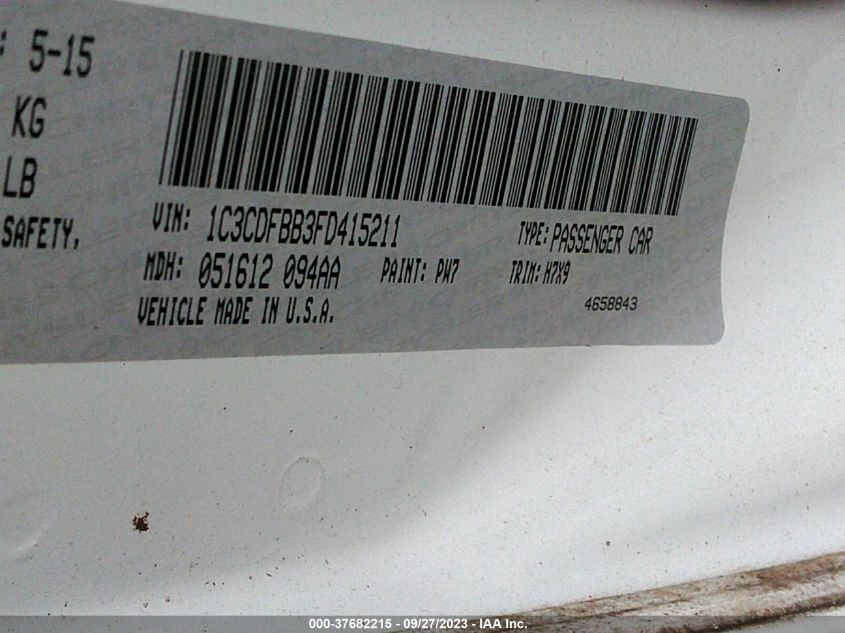 : 5-15
KG
LB
SAFETY,
VIN: 1C3CDFBB3FD415211 TYPE: PASSENGER CAR
MDH: 051612 094AA PAINT: PW7 TRIM: H7X9
VEHICLE MADE IN U.S.A. 4658843
000-37682215 - 09/27/2023 - IAA Inc.